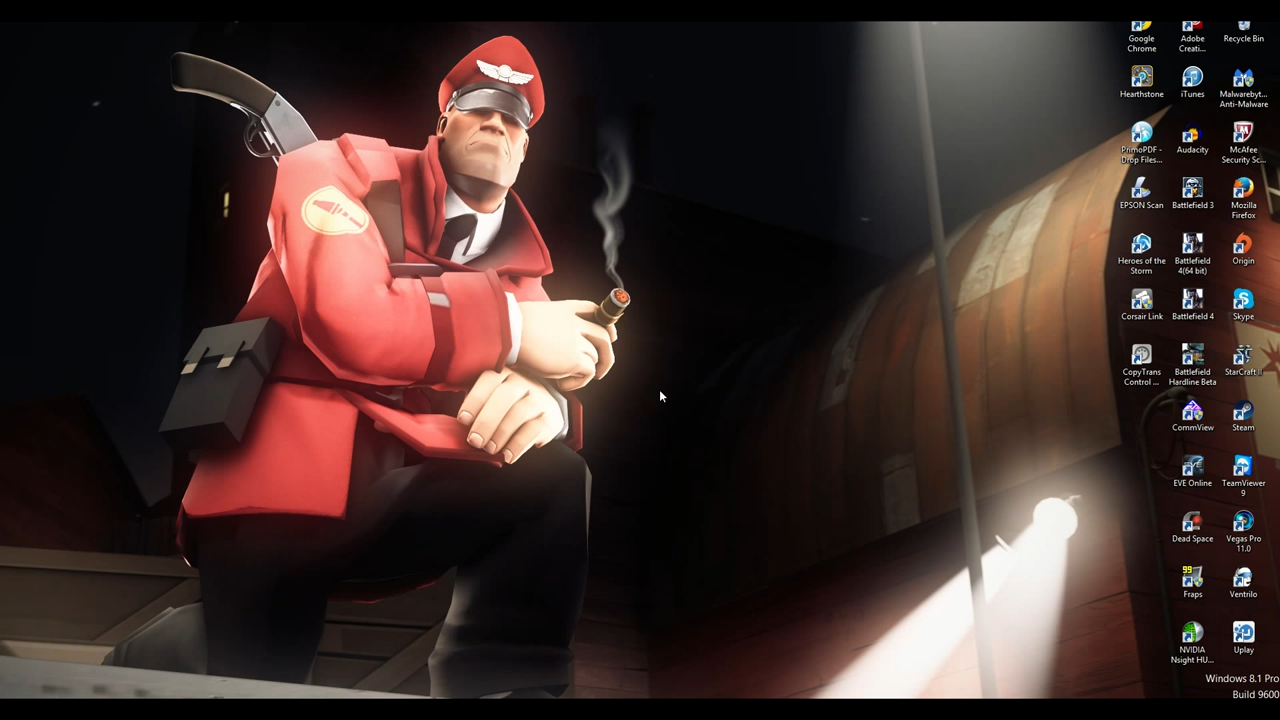 Google
Chrome
Adobe
Creati...
Recycle Bin
Hearthstone
iTunes
Malwarebyt...
Anti-Malware
PrimoPDF -
Drop Files...
Audacity
McAfee
Security Sc...
EPSON Scan
Battlefield 3
Mozilla
Firefox
Heroes of the
Storm
Battlefield
4(64 bit)
Origin
Corsair Link
Battlefield 4
Skype
CopyTrans
Control ...
Battlefield
Hardline Beta
StarCraft II
CommView
Steam
EVE Online
TeamViewer
9
Dead Space
Vegas Pro
11.0
99
Fraps
Ventrilo
NVIDIA
Nsight HU...
Uplay
Windows 8.1 Pro
Build 9600